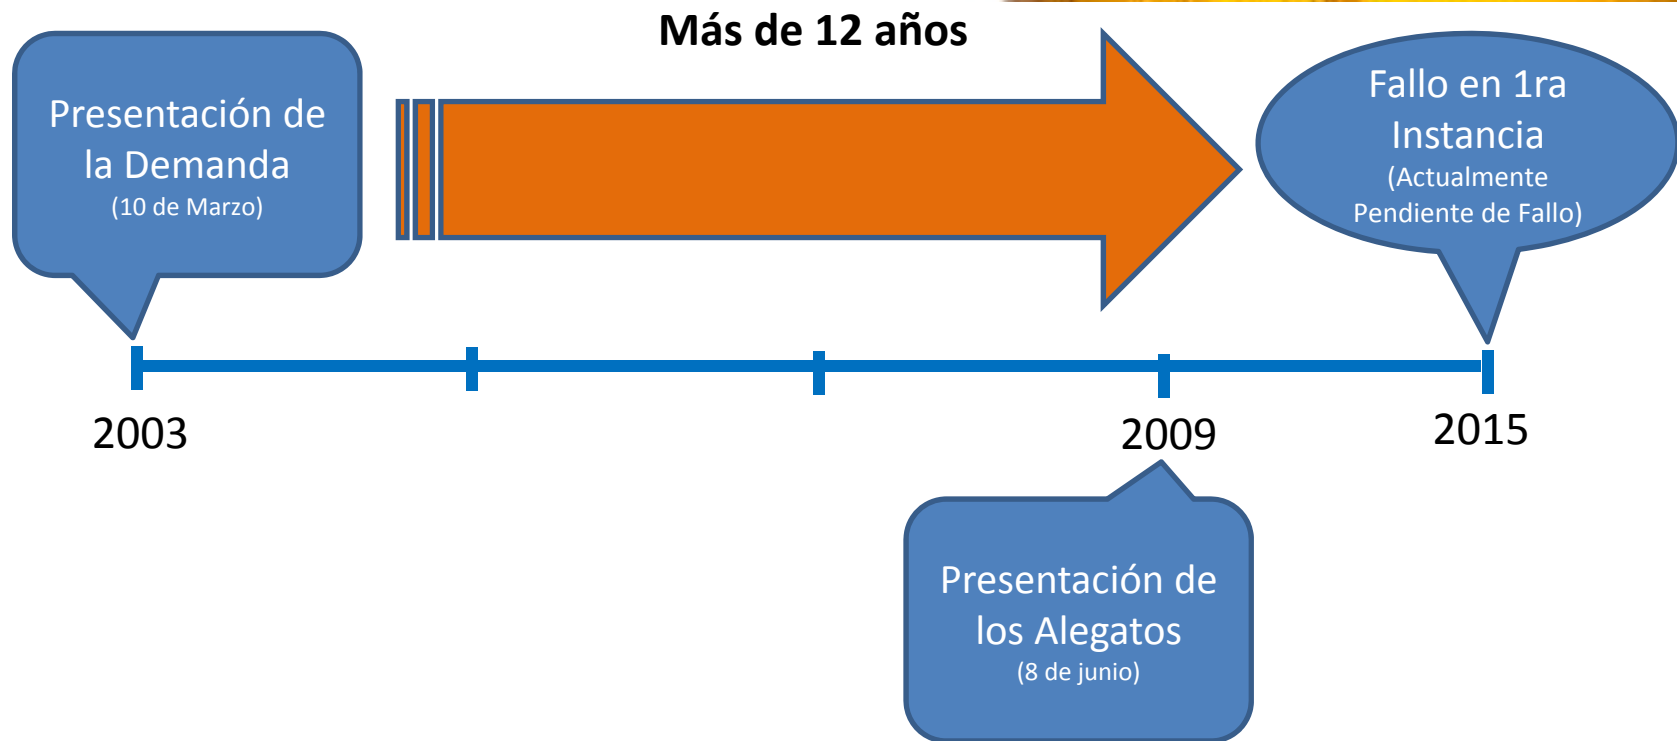 Más de 12 años
Presentación de
la Demanda
(10 de Marzo)
Fallo en 1ra
Instancia
(Actualmente
Pendiente de Fallo)
2003
2009
2015
Presentación de
los Alegatos
(8 de junio)